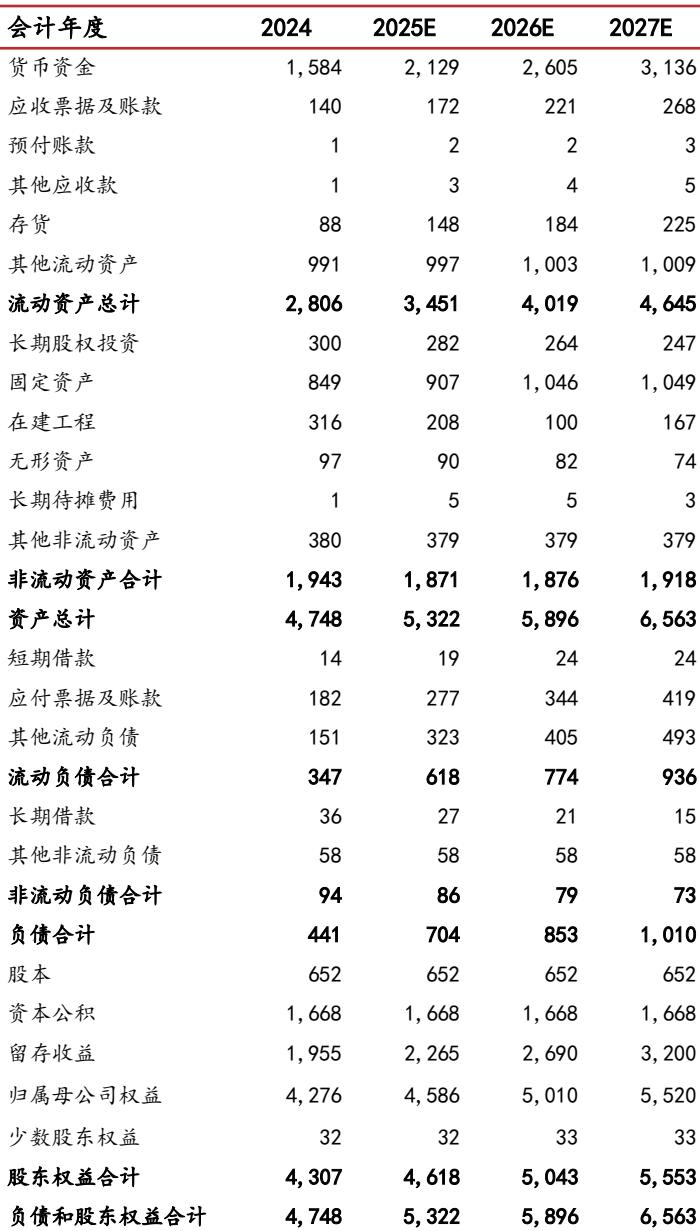 会计年度 2024 2025E 2026E 2027E
货币资金 1,584 2,129 2,605 3,136
应收票据及账款 140 172 221 268
预付账款 1 2 2 3
其他应收款 1 3 4 5
存货 88 148 184 225
其他流动资产 991 997 1,003 1,009
流动资产总计 2,806 3,451 4,019 4,645
长期股权投资 300 282 264 247
固定资产 849 907 1,046 1,049
在建工程 316 208 100 167
无形资产 97 90 82 74
长期待摊费用 1 5 5 3
其他非流动资产 380 379 379 379
非流动资产合计 1,943 1,871 1,876 1,918
资产总计 4,748 5,322 5,896 6,563
短期借款 14 19 24 24
应付票据及账款 182 277 344 419
其他流动负债 151 323 405 493
流动负债合计 347 618 774 936
长期借款 36 27 21 15
其他非流动负债 58 58 58 58
非流动负债合计 94 86 79 73
负债合计 441 704 853 1,010
股本 652 652 652 652
资本公积 1,668 1,668 1,668 1,668
留存收益 1,955 2,265 2,690 3,200
归属母公司权益 4,276 4,586 5,010 5,520
少数股东权益 32 32 33 33
股东权益合计 4,307 4,618 5,043 5,553
负债和股东权益合计 4,748 5,322 5,896 6,563